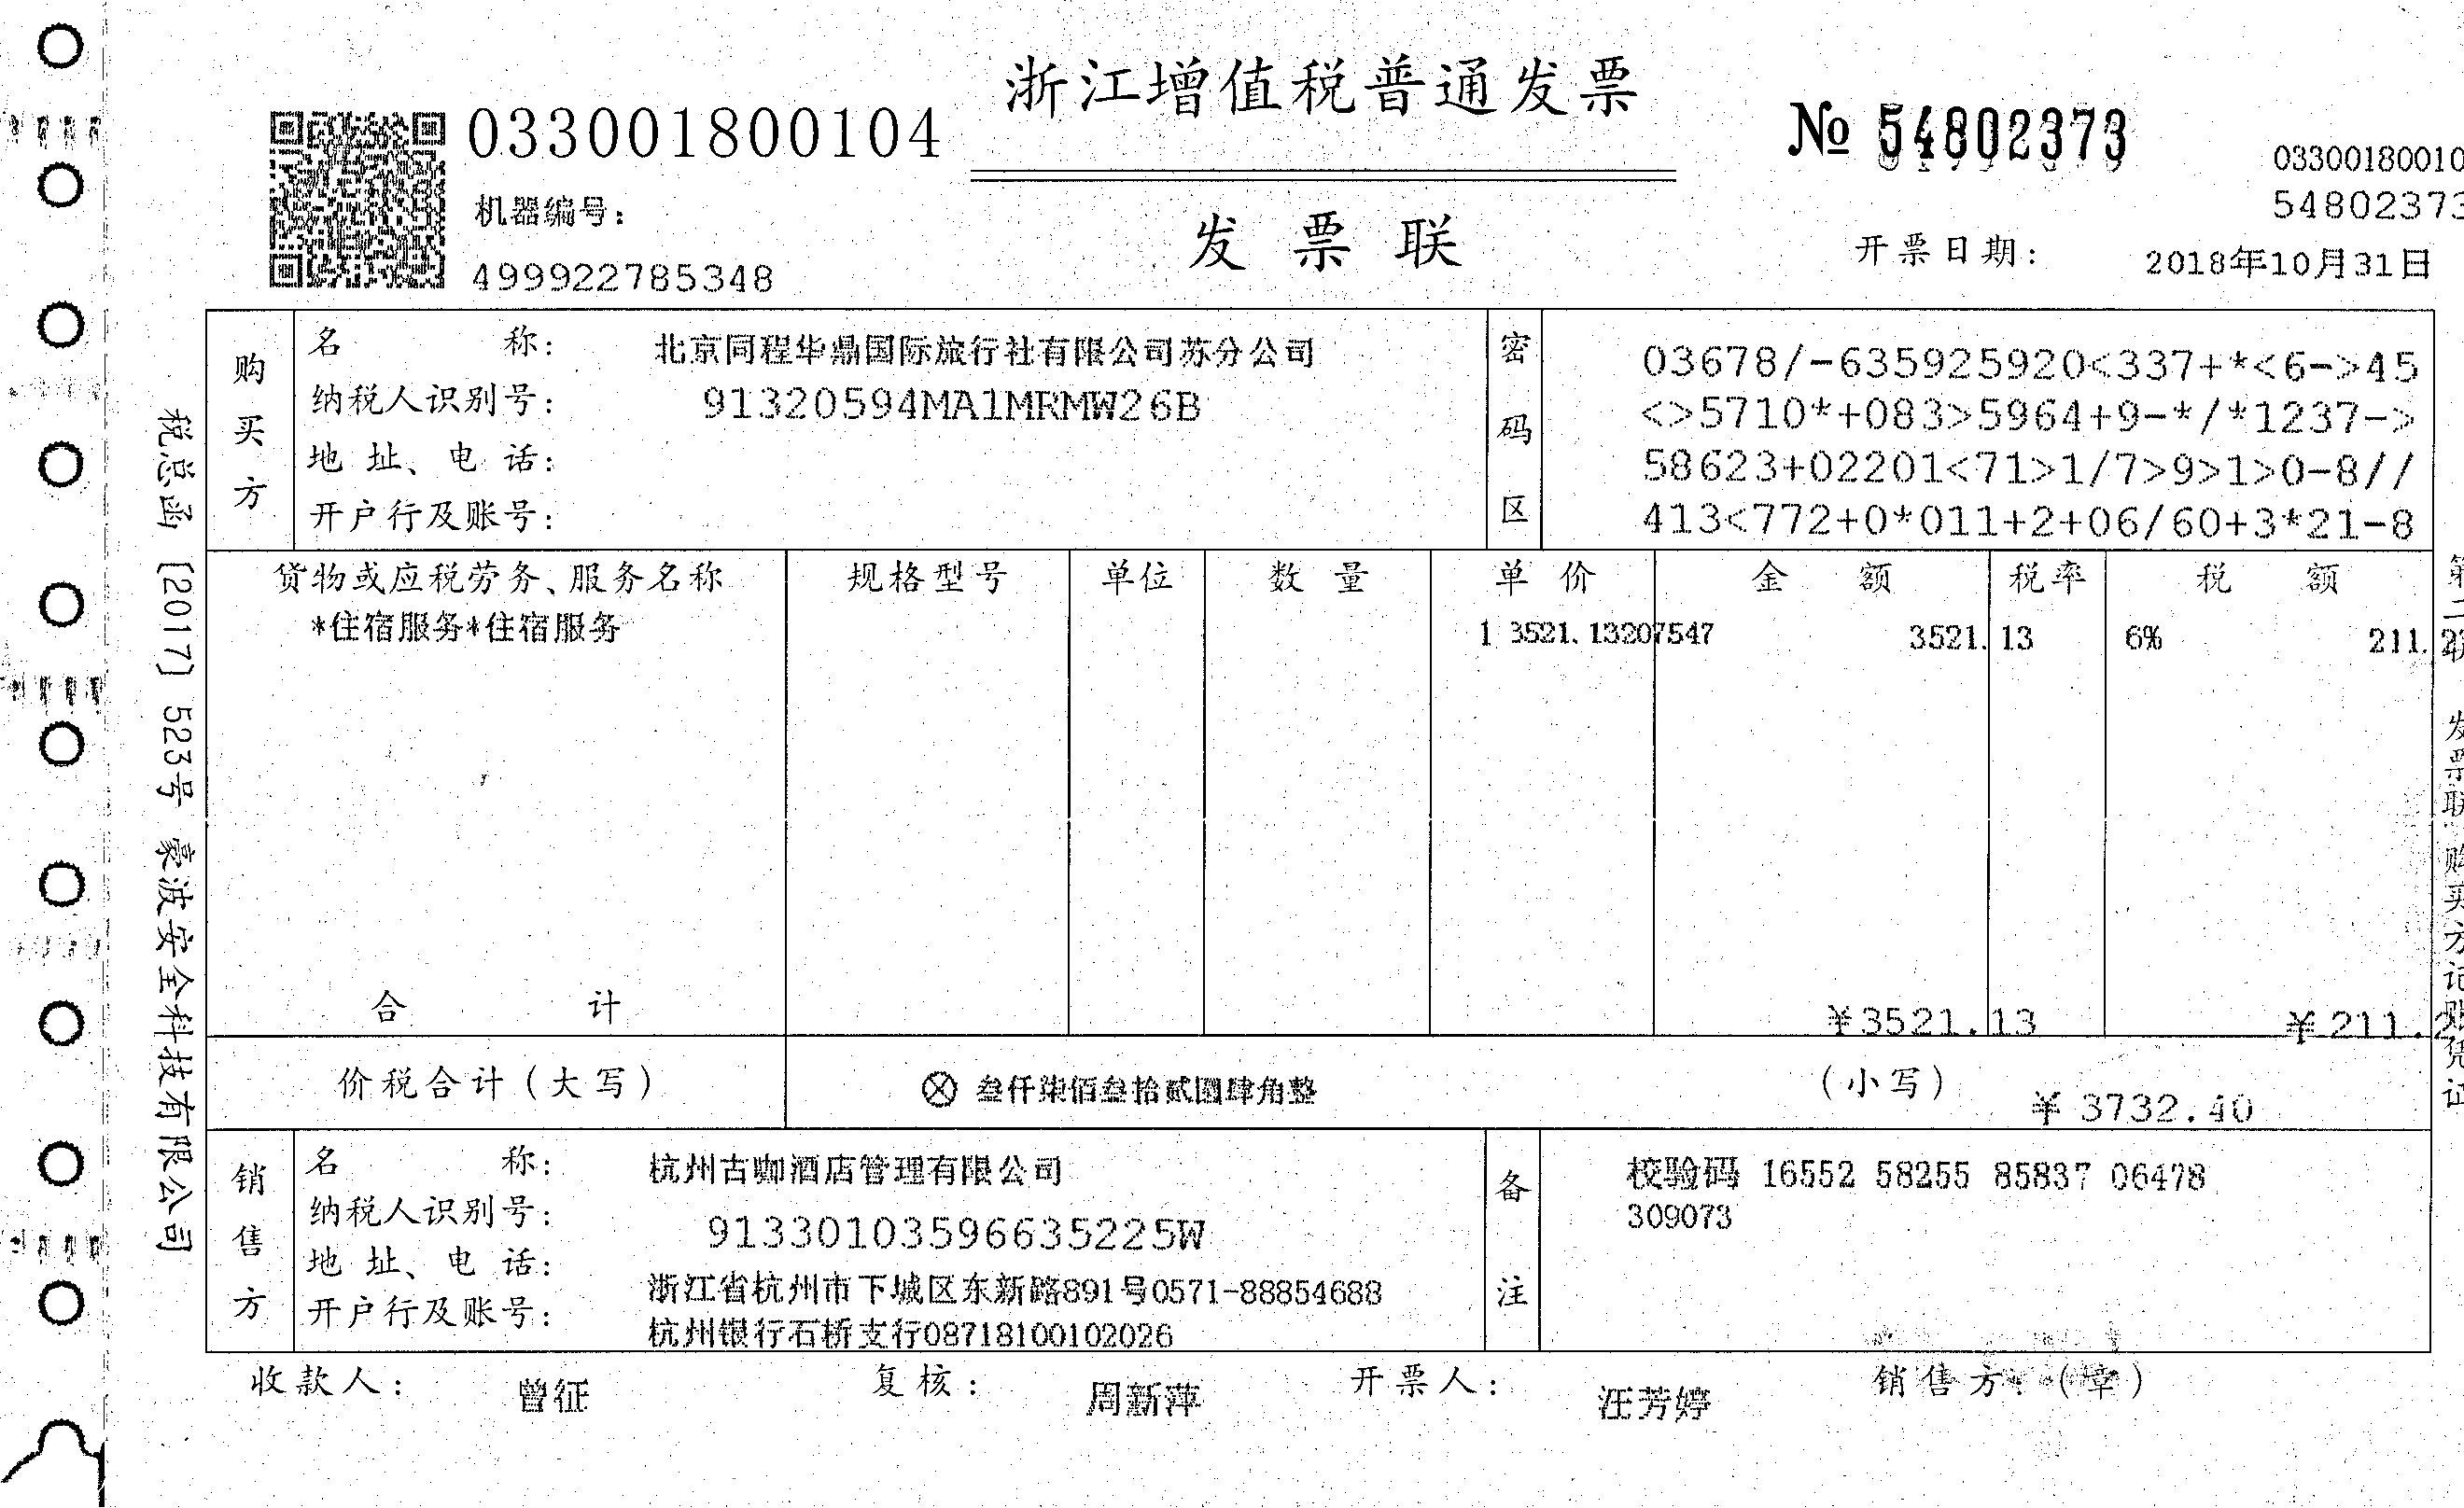 浙江增值税普通发票
033001800104
№ 54802373
03300180010
54802373
机器编号:
499922785348
发票联
开票日期: 2018年10月31日
购买方
名称: 北京同程华鼎国际旅行社有限公司苏分公司
纳税人识别号: 91320594MA1MRMW26B
地址、电话:
开户行及账号:
密码区
03678/-635925920<337+*<6->45
<>5710*+083>5964+9-*/*1237->
58623+02201<71>1/7>9>1>0-8//
413<772+0*011+2+06/60+3*21-8
货物或应税劳务、服务名称 规格型号 单位 数量 单价 金额 税率 税额
*住宿服务*住宿服务 1 3521.13207547 3521.13 6% 211.2
合计 ¥3521.13 ¥211.2
价税合计(大写) ⊗ 叁仟柒佰叁拾贰圆肆角整 (小写) ¥3732.40
销售方
名称: 杭州古咖酒店管理有限公司
纳税人识别号: 91330103596635225W
地址、电话: 浙江省杭州市下城区东新路891号0571-88854688
开户行及账号: 杭州银行石桥支行08718100102026
备注
校验码 16552 58255 85837 06478
309073
收款人: 曾征 复核: 周新萍 开票人: 汪芳婷 销售方:(章)
税总函〔2017〕523号 豪波安全科技有限公司
发票联 购买方记账凭证